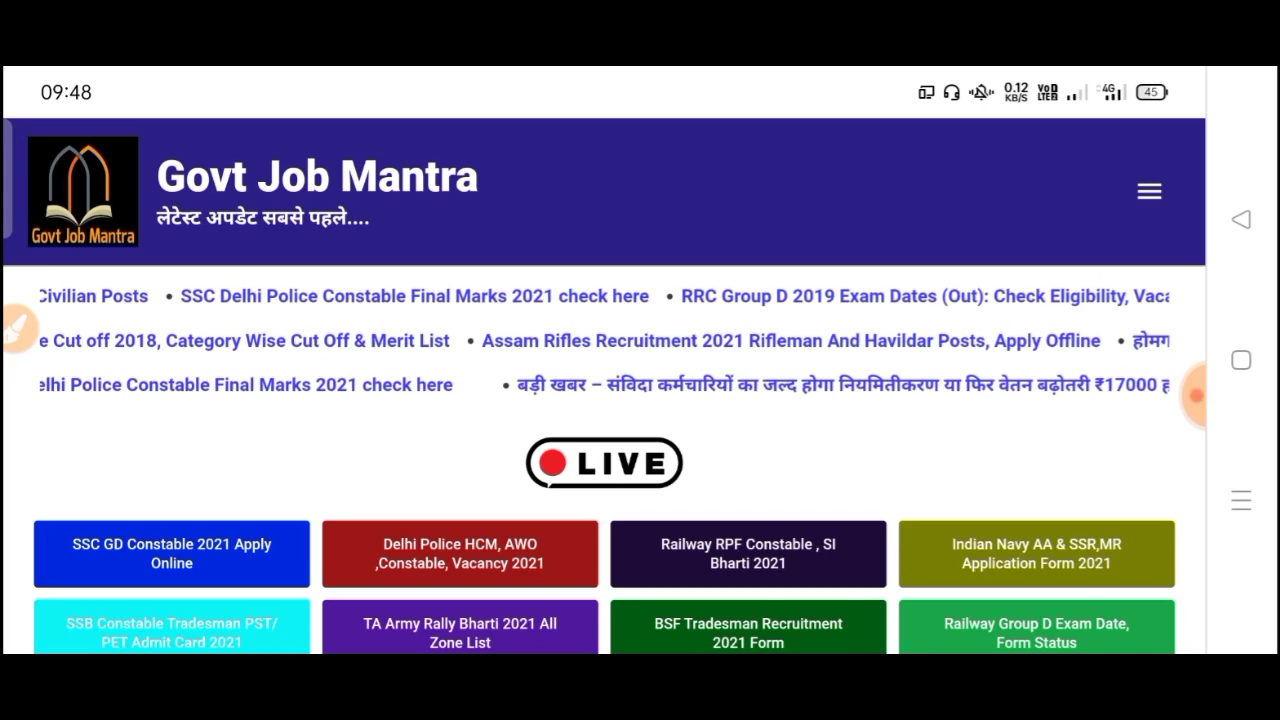 09:48
0.12 KB/S
VoD LTE2
4G
45
Govt Job Mantra
लेटेस्ट अपडेट सबसे पहले....
Govt Job Mantra
Civilian Posts • SSC Delhi Police Constable Final Marks 2021 check here • RRC Group D 2019 Exam Dates (Out): Check Eligibility,
Cut off 2018, Category Wise Cut Off & Merit List • Assam Rifles Recruitment 2021 Rifleman And Havildar Posts, Apply Offline •
Police Constable Final Marks 2021 check here • बड़ी खबर – संविदा कर्मचारियों का जल्द होगा नियमितीकरण या फिर वेतन बढ़ोतरी ₹17000
LIVE
SSC GD Constable 2021 Apply
Online
Delhi Police HCM, AWO
,Constable, Vacancy 2021
Railway RPF Constable , SI
Bharti 2021
Indian Navy AA & SSR,MR
Application Form 2021
SSB Constable Tradesman PST/
PET Admit Card 2021
TA Army Rally Bharti 2021 All
Zone List
BSF Tradesman Recruitment
2021 Form
Railway Group D Exam Date,
Form Status